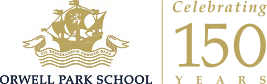 ORWELL PARK SCHOOL
Celebrating
150
YEARS